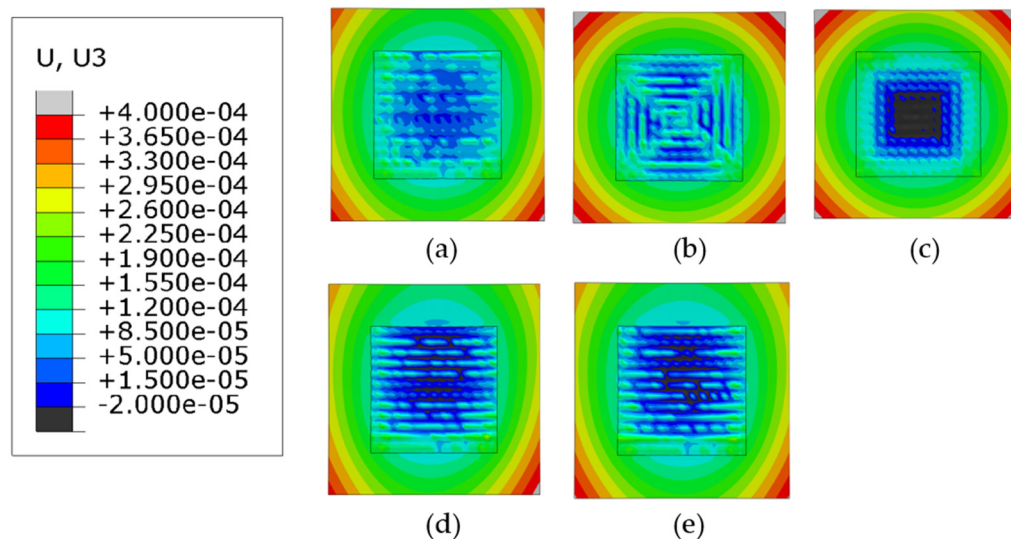 U, U3
+4.000e-04
+3.650e-04
+3.300e-04
+2.950e-04
+2.600e-04
+2.250e-04
+1.900e-04
+1.550e-04
+1.200e-04
+8.500e-05
+5.000e-05
+1.500e-05
-2.000e-05
(a)
(b)
(c)
(d)
(e)